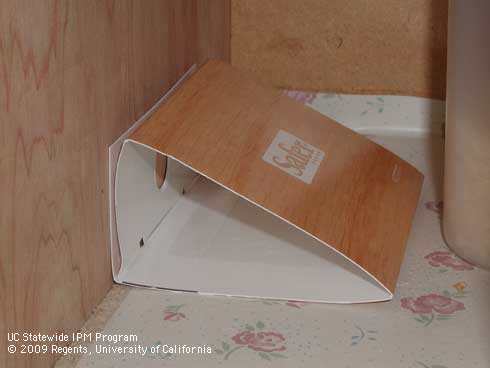 Safer
UC Statewide IPM Program
© 2009 Regents, University of California